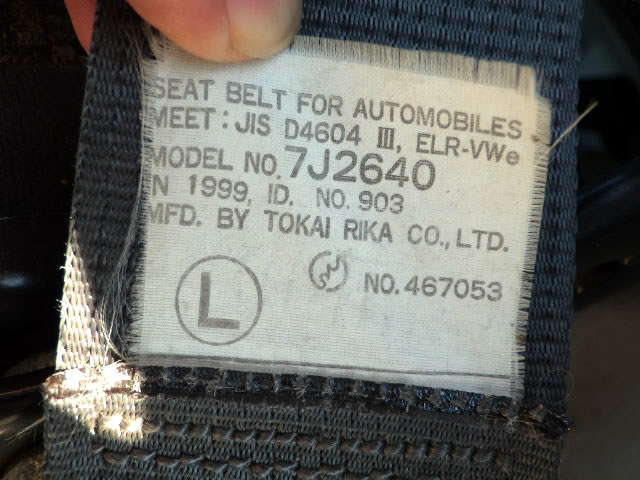 SEAT BELT FOR AUTOMOBILES
MEET: JIS D4604 III, ELR-VWe
MODEL NO. 7J2640
N 1999, ID. NO. 903
MFD. BY TOKAI RIKA CO., LTD.
L NO. 467053